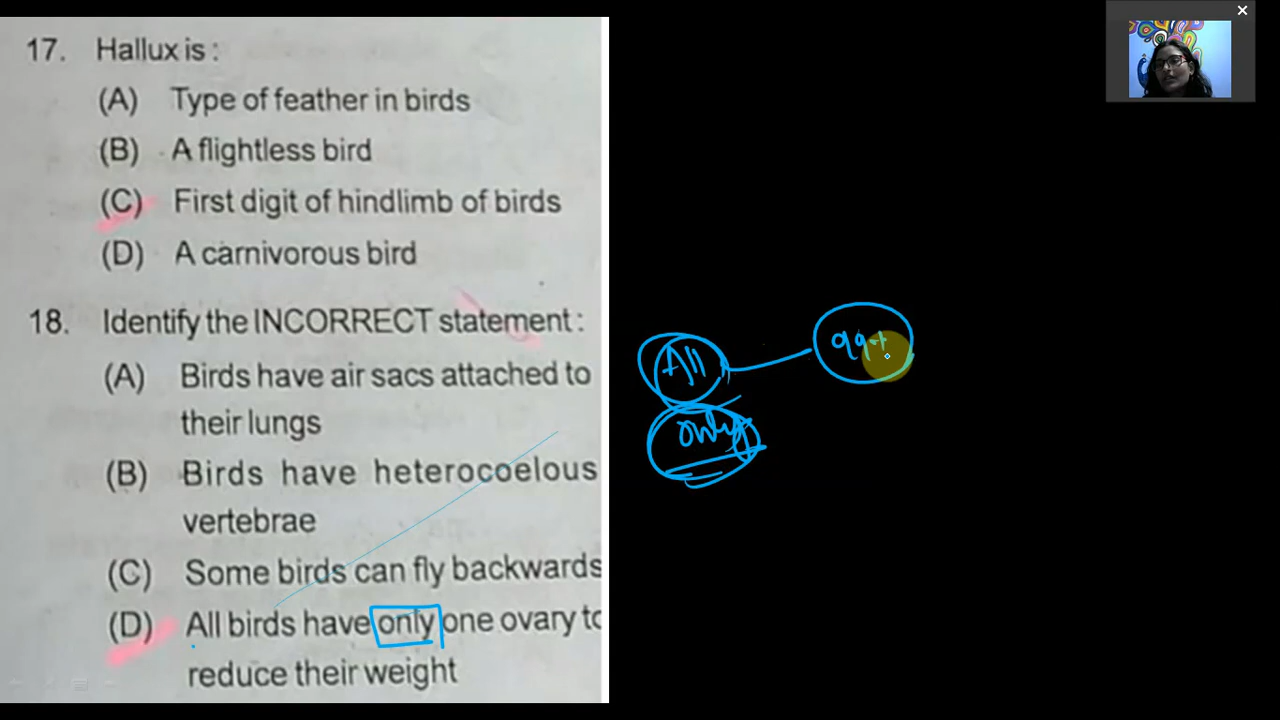 17. Hallux is :
(A) Type of feather in birds
(B) A flightless bird
(C) First digit of hindlimb of birds
(D) A carnivorous bird
18. Identify the INCORRECT statement :
(A) Birds have air sacs attached to
their lungs
(B) Birds have heterocoelous
vertebrae
(C) Some birds can fly backwards
(D) All birds have only one ovary to
reduce their weight
All
only